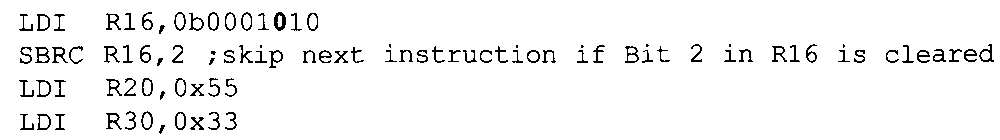 LDI R16,0b0001010
SBRC R16,2 ;skip next instruction if Bit 2 in R16 is cleared
LDI R20,0x55
LDI R30,0x33